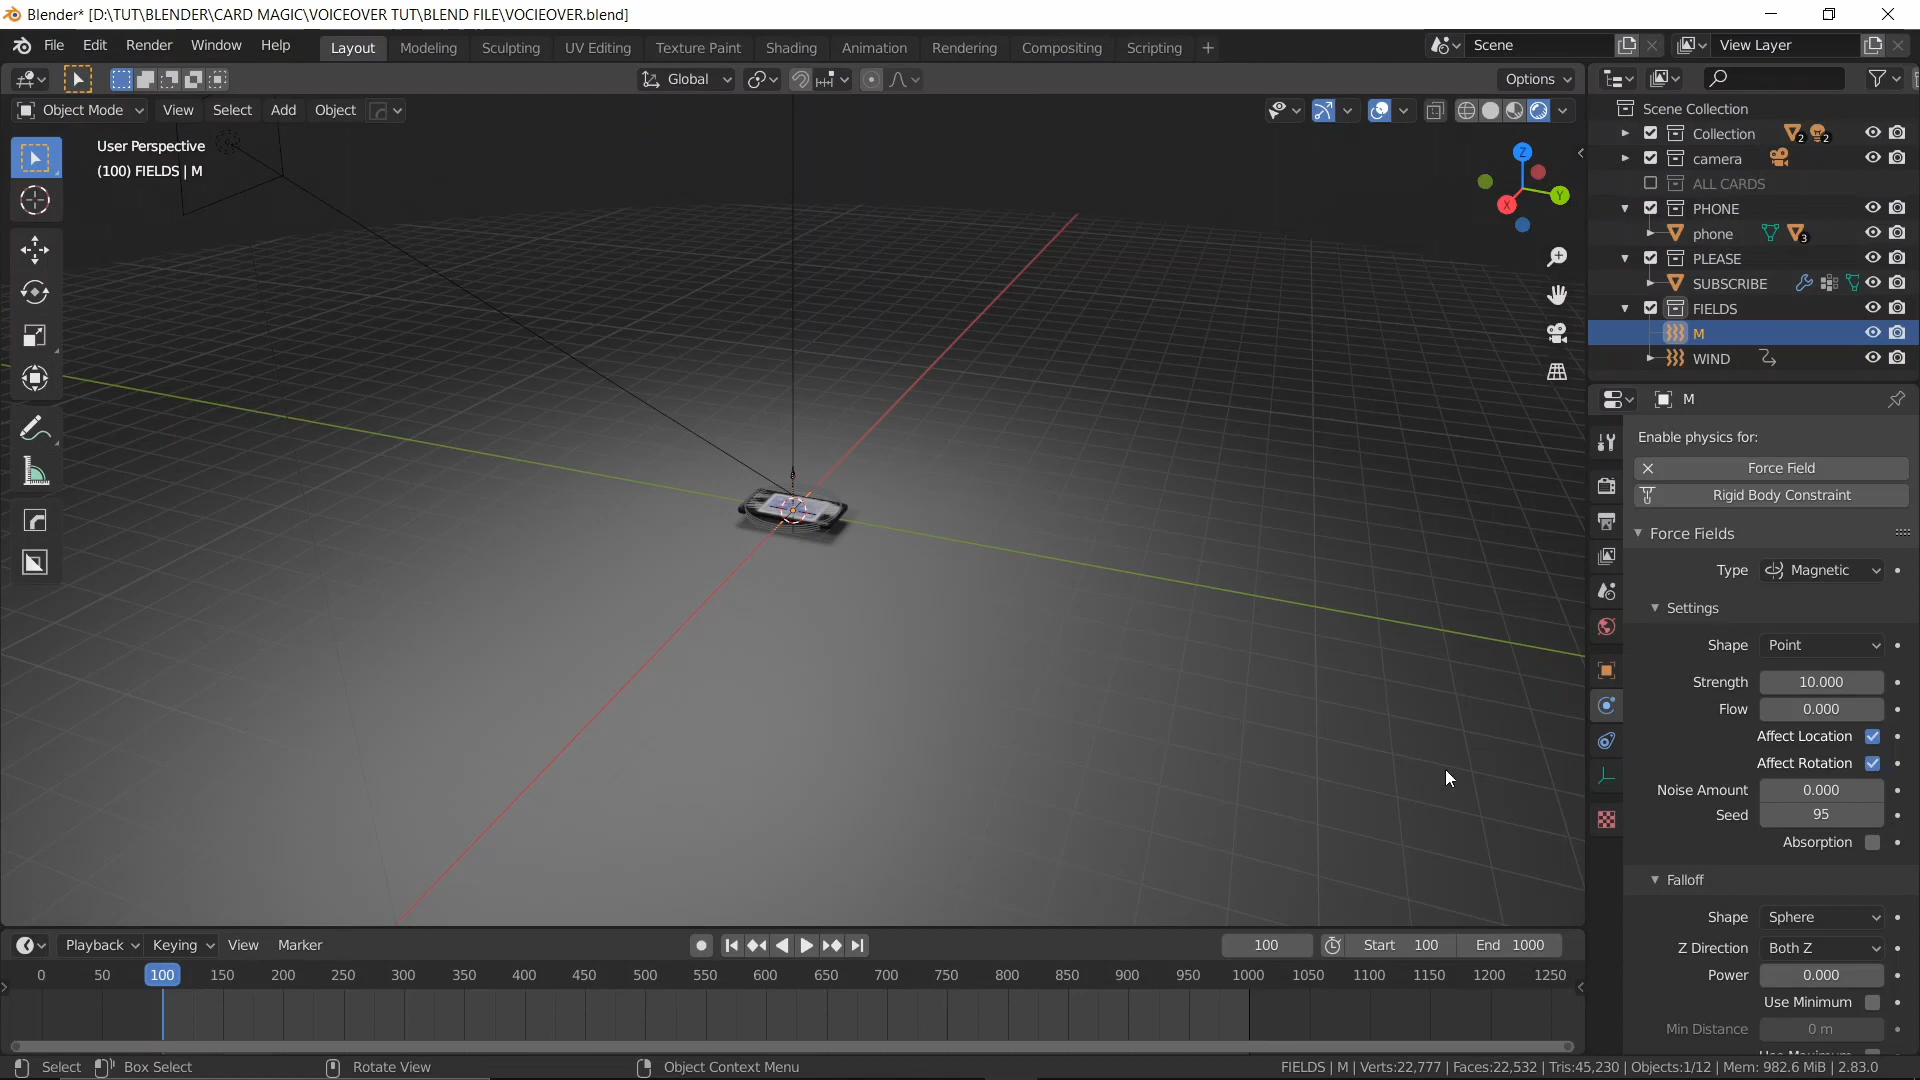 Blender* [D:\TUT\BLENDER\CARD MAGIC\VOICEOVER TUT\BLEND FILE\VOCIEOVER.blend]
File Edit Render Window Help Layout Modeling Sculpting UV Editing Texture Paint Shading Animation Rendering Compositing Scripting + Scene View Layer
Global Options
Object Mode View Select Add Object
User Perspective
(100) FIELDS | M
Z
Y
X
Scene Collection
Collection 2 2
camera
ALL CARDS
PHONE
phone 3
PLEASE
SUBSCRIBE
FIELDS
M
WIND
M
Enable physics for:
Force Field
Rigid Body Constraint
Force Fields
Type Magnetic
Settings
Shape Point
Strength 10.000
Flow 0.000
Affect Location
Affect Rotation
Noise Amount 0.000
Seed 95
Absorption
Falloff
Shape Sphere
Z Direction Both Z
Power 0.000
Use Minimum
Min Distance 0 m
Playback Keying View Marker 100 Start 100 End 1000
0 50 100 150 200 250 300 350 400 450 500 550 600 650 700 750 800 850 900 950 1000 1050 1100 1150 1200 1250
Select Box Select Rotate View Object Context Menu FIELDS | M | Verts:22,777 | Faces:22,532 | Tris:45,230 | Objects:1/12 | Mem: 982.6 MiB | 2.83.0